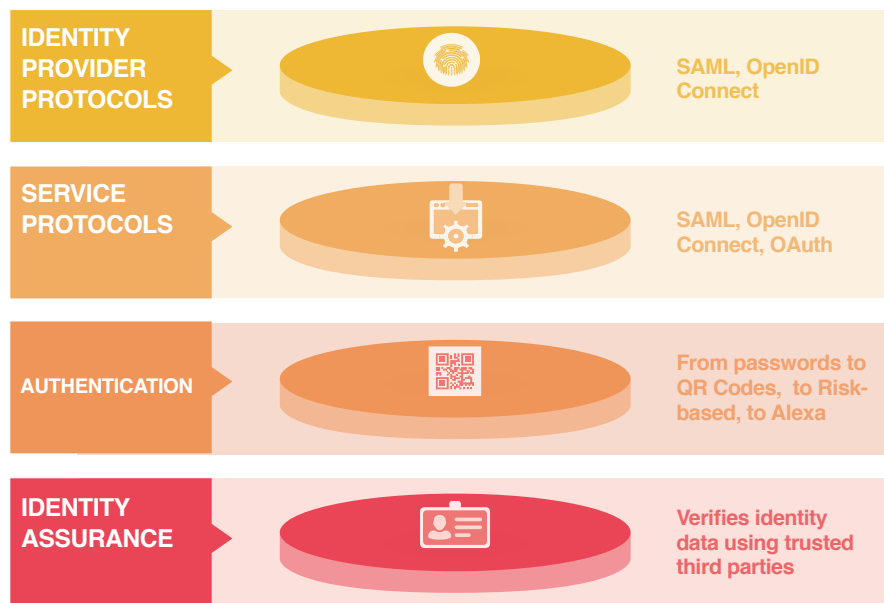 IDENTITY
PROVIDER
PROTOCOLS
SAML, OpenID
Connect
SERVICE
PROTOCOLS
SAML, OpenID
Connect, OAuth
AUTHENTICATION
From passwords to
QR Codes,  to Risk-
based, to Alexa
IDENTITY
ASSURANCE
Verifies identity
data using trusted
third parties